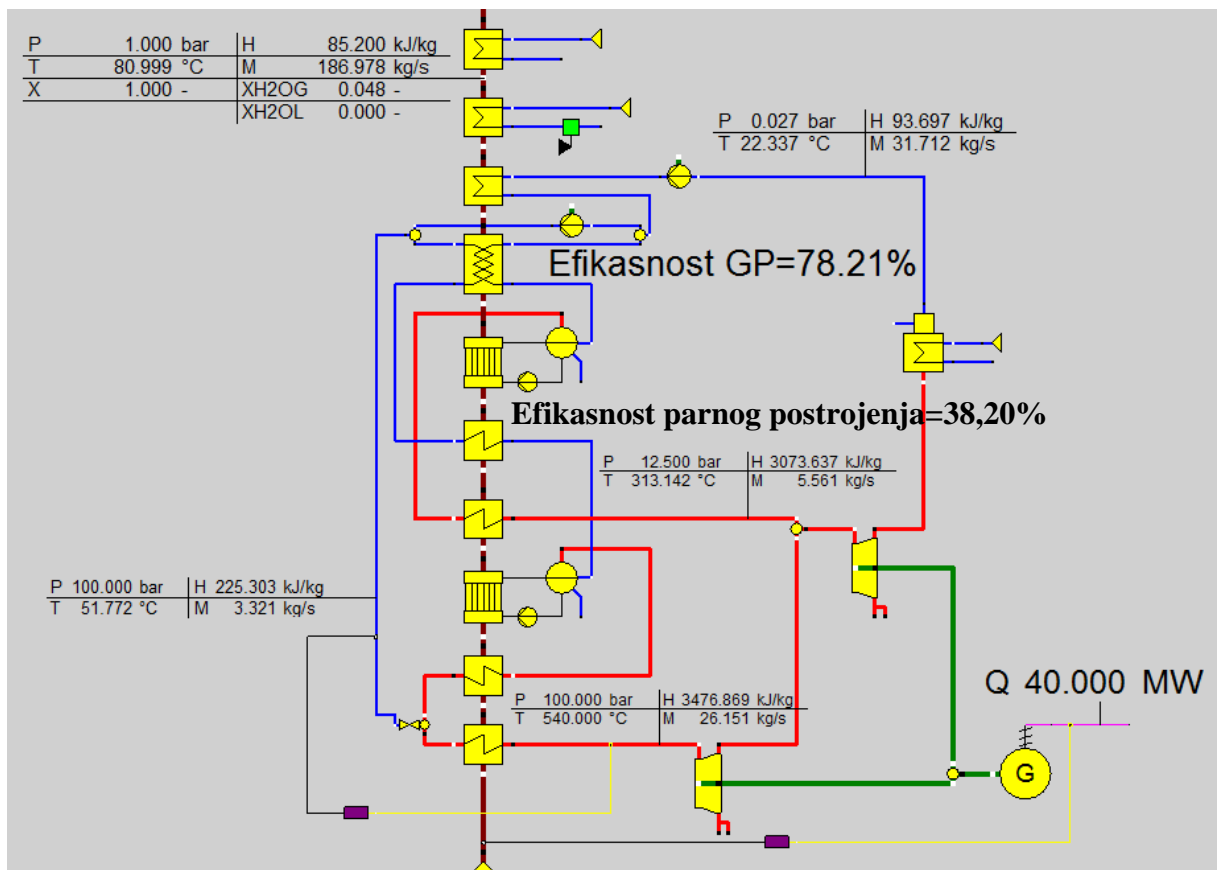 P 1.000 bar H 85.200 kJ/kg
T 80.999 °C M 186.978 kg/s
X 1.000 - XH2OG 0.048 -
XH2OL 0.000 -
P 0.027 bar H 93.697 kJ/kg
T 22.337 °C M 31.712 kg/s
Efikasnost GP=78.21%
Efikasnost parnog postrojenja=38,20%
P 12.500 bar H 3073.637 kJ/kg
T 313.142 °C M 5.561 kg/s
P 100.000 bar H 225.303 kJ/kg
T 51.772 °C M 3.321 kg/s
P 100.000 bar H 3476.869 kJ/kg
T 540.000 °C M 26.151 kg/s
Q 40.000 MW
G